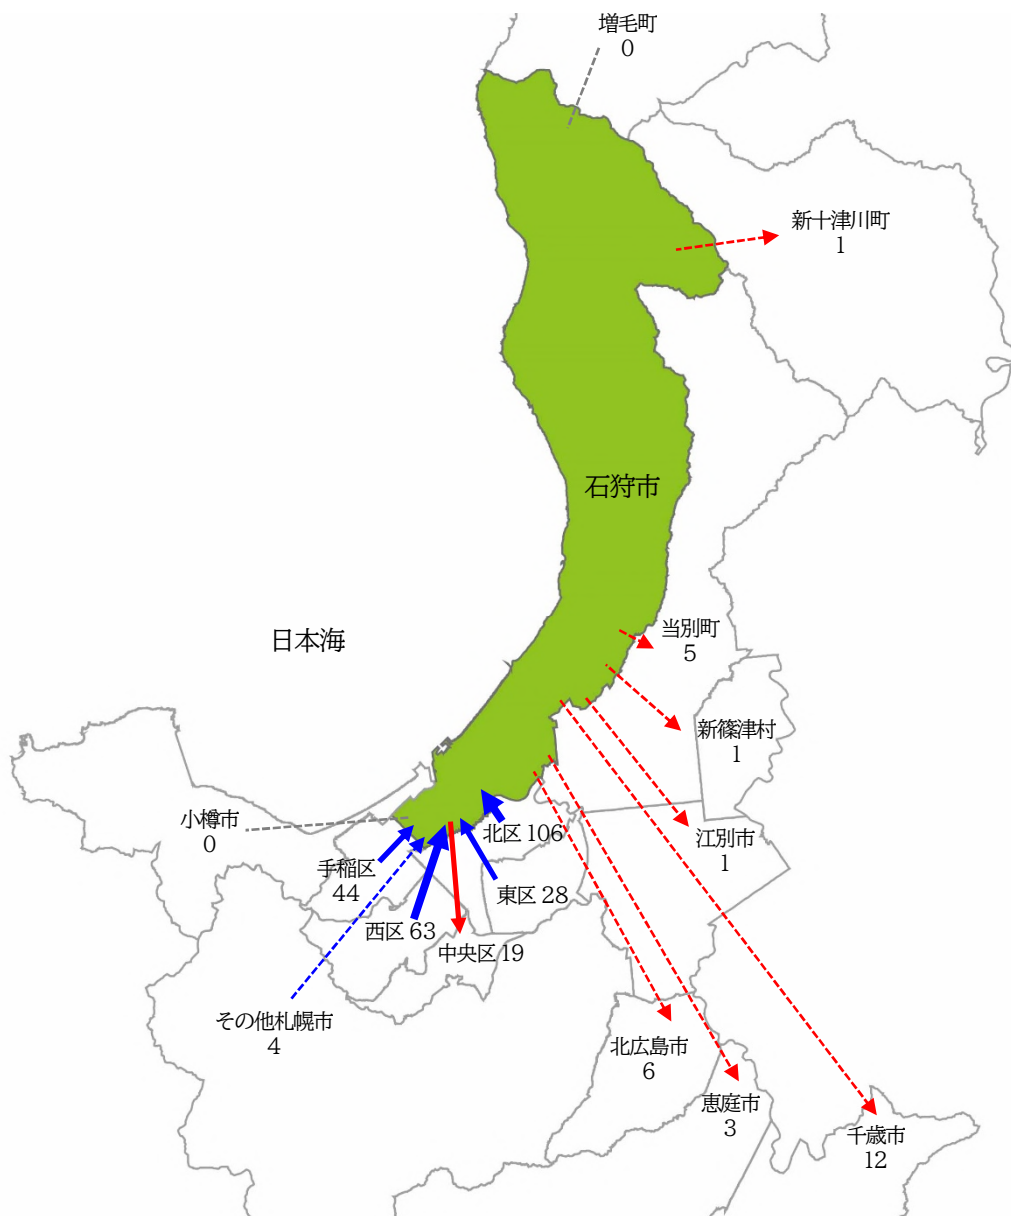 増毛町
0
新十津川町
1
石狩市
日本海
当別町
5
新篠津村
1
小樽市
0
北区 106
江別市
1
手稲区
44
東区 28
西区 63
中央区 19
その他札幌市
4
北広島市
6
恵庭市
3
千歳市
12